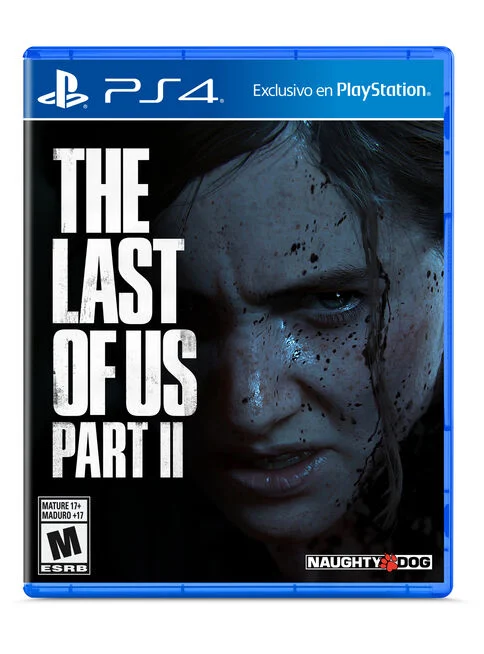 PS4
Exclusivo en PlayStation®
THE
LAST
OF US
PART II
MATURE 17+
MADURO +17
M
ESRB
NAUGHTY DOG